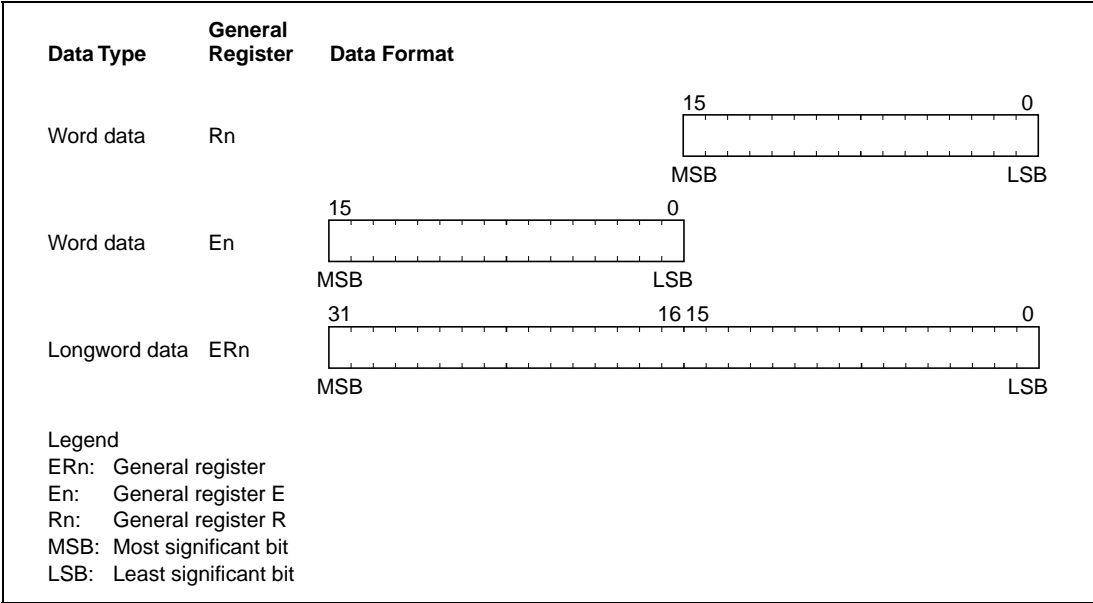 General
Data Type Register Data Format
15 0
Word data Rn
MSB LSB
15 0
Word data En
MSB LSB
31 16 15 0
Longword data ERn
MSB LSB
Legend
ERn: General register
En: General register E
Rn: General register R
MSB: Most significant bit
LSB: Least significant bit